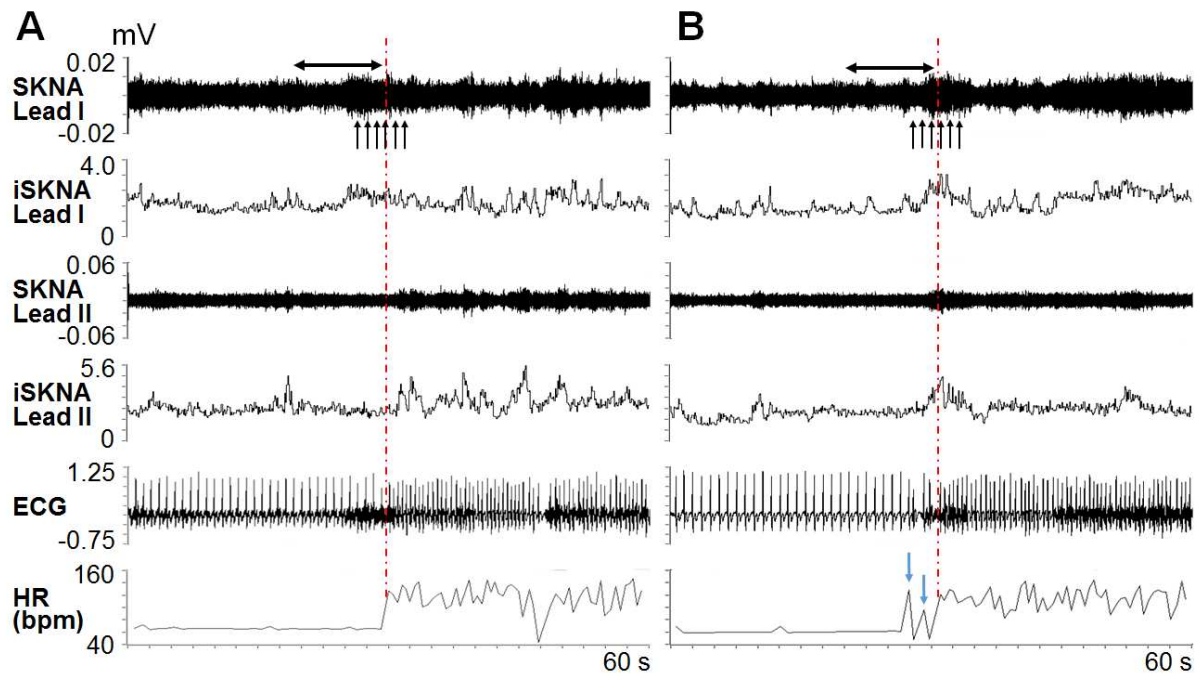 A
B
mV
0.02
SKNA
Lead I
-0.02
4.0
iSKNA
Lead I
0
0.06
SKNA
Lead II
-0.06
5.6
iSKNA
Lead II
0
1.25
ECG
-0.75
160
HR
(bpm)
40
60 s
60 s